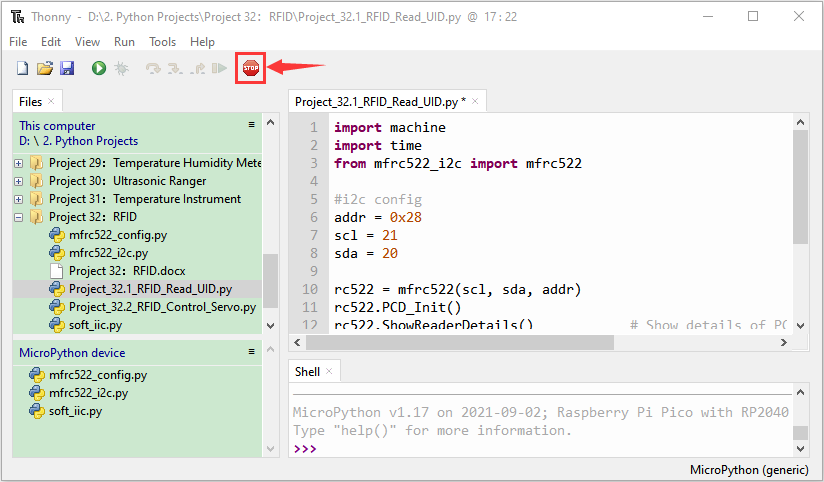 Thonny - D:\2. Python Projects\Project 32: RFID\Project_32.1_RFID_Read_UID.py @ 17:22
File Edit View Run Tools Help
STOP
Files ×
This computer ≡
D: \ 2. Python Projects
Project 29: Temperature Humidity Mete
Project 30: Ultrasonic Ranger
Project 31: Temperature Instrument
Project 32: RFID
mfrc522_config.py
mfrc522_i2c.py
Project 32: RFID.docx
Project_32.1_RFID_Read_UID.py
Project_32.2_RFID_Control_Servo.py
soft_iic.py
MicroPython device ≡
mfrc522_config.py
mfrc522_i2c.py
soft_iic.py
Project_32.1_RFID_Read_UID.py * ×
1 import machine
2 import time
3 from mfrc522_i2c import mfrc522
4
5 #i2c config
6 addr = 0x28
7 scl = 21
8 sda = 20
9
10 rc522 = mfrc522(scl, sda, addr)
11 rc522.PCD_Init()
12 rc522.ShowReaderDetails() # Show details of PC
Shell ×
MicroPython v1.17 on 2021-09-02; Raspberry Pi Pico with RP2040
Type "help()" for more information.
>>>
MicroPython (generic)